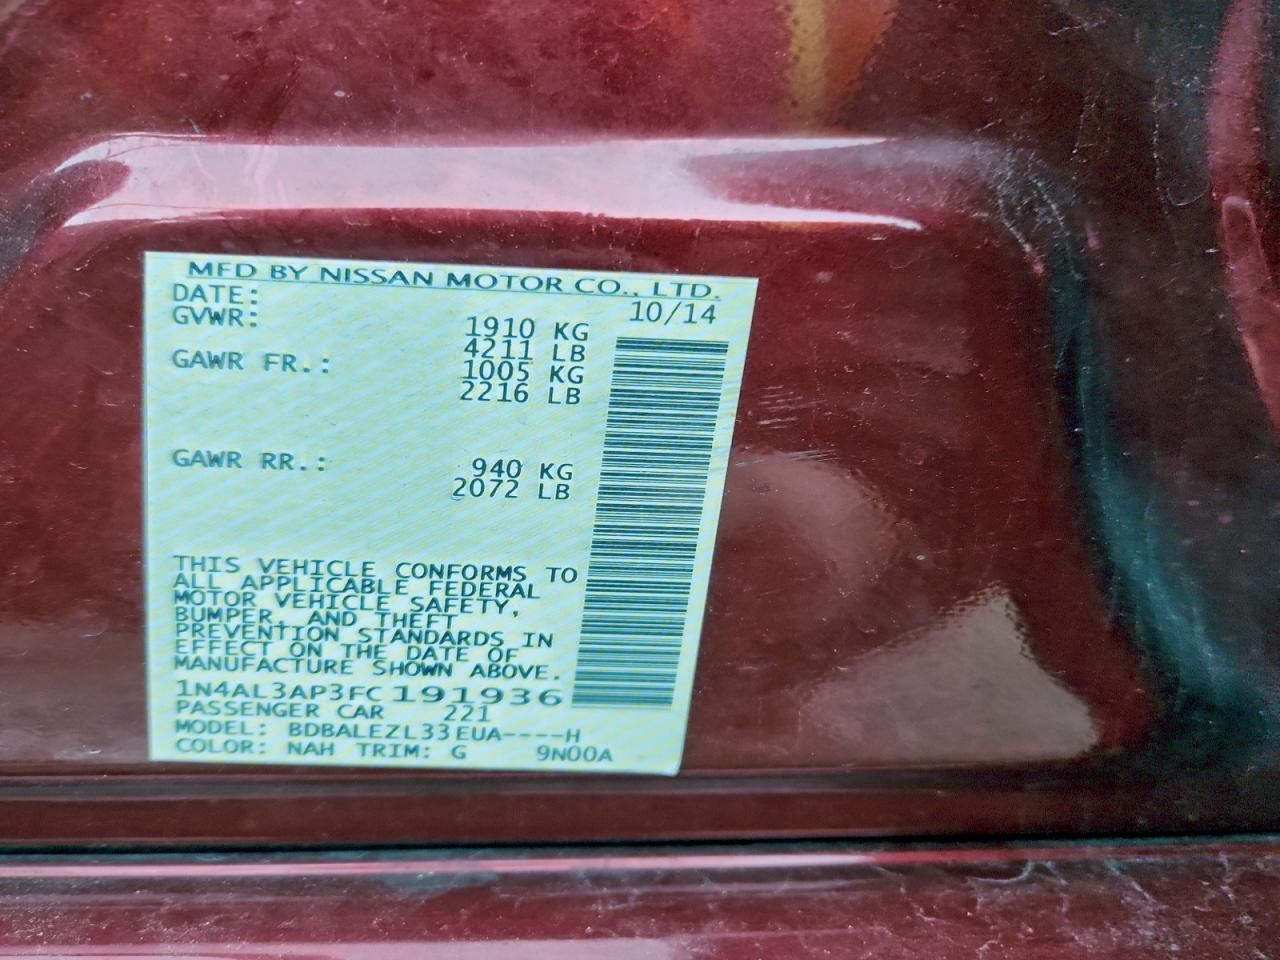 MFD BY NISSAN MOTOR CO., LTD.
DATE: 10/14
GVWR: 1910 KG
4211 LB
GAWR FR.: 1005 KG
2216 LB
GAWR RR.: 940 KG
2072 LB
THIS VEHICLE CONFORMS TO
ALL APPLICABLE FEDERAL
MOTOR VEHICLE SAFETY,
BUMPER, AND THEFT
PREVENTION STANDARDS IN
EFFECT ON THE DATE OF
MANUFACTURE SHOWN ABOVE.
1N4AL3AP3FC191936
PASSENGER CAR 221
MODEL: BDBALEZL33EUA----H
COLOR: NAH TRIM: G 9N00A